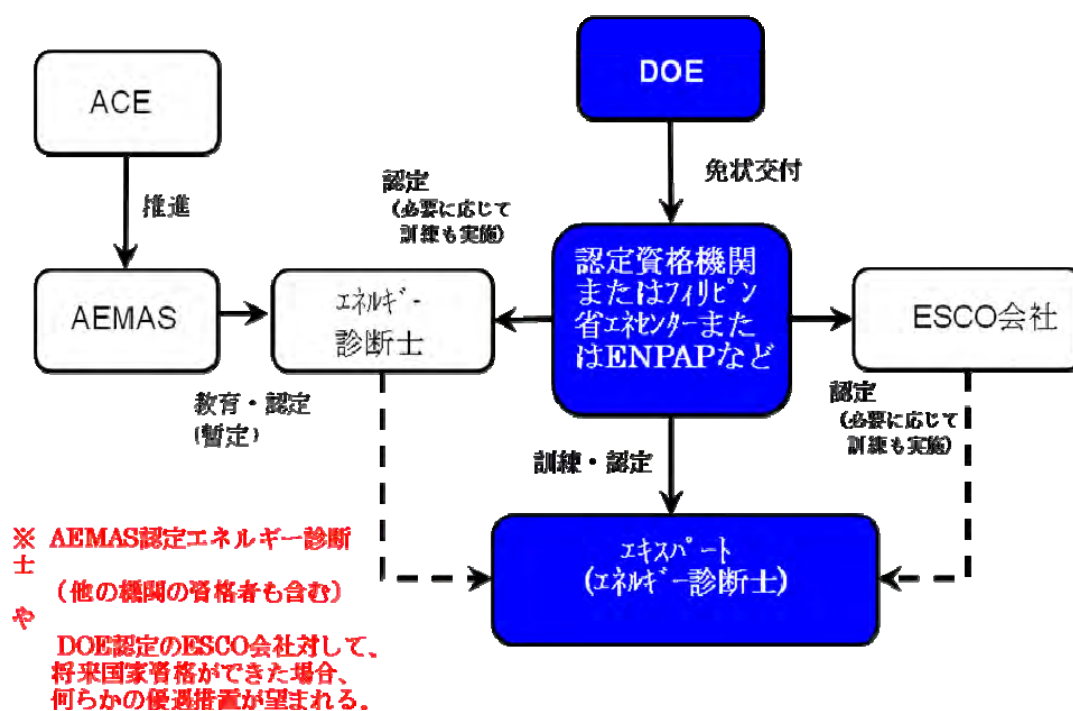 DOE
ACE
免状交付
推進
認定
(必要に応じて
訓練も実施)
認定資格機関
またはフィリピン
省エネセンターまた
はENPAPなど
AEMAS
エネルギー
診断士
ESCO会社
教育・認定
(暫定)
認定
(必要に応じて
訓練も実施)
訓練・認定
エキスパート
(エネルギー診断士)
※ AEMAS認定エネルギー診断
士
(他の機関の資格者も含む)
や
DOE認定のESCO会社対して、
将来国家資格ができた場合、
何らかの優遇措置が望まれる。